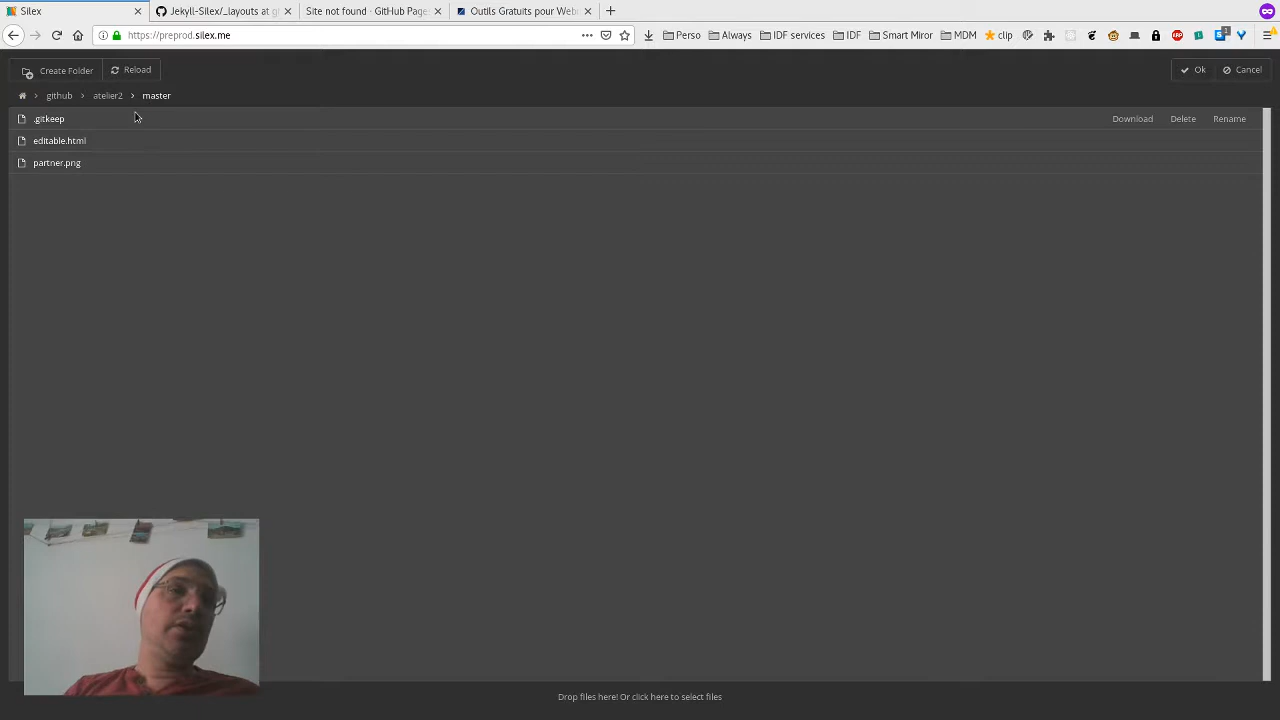 Silex
Jekyll-Silex/_layouts at g
Site not found · GitHub Page
Outils Gratuits pour Web
https://preprod.silex.me
Perso
Always
IDF services
IDF
Smart Miror
MDM
clip
Create Folder
Reload
Ok
Cancel
github
atelier2
master
.gitkeep
Download
Delete
Rename
editable.html
partner.png
Drop files here! Or click here to select files